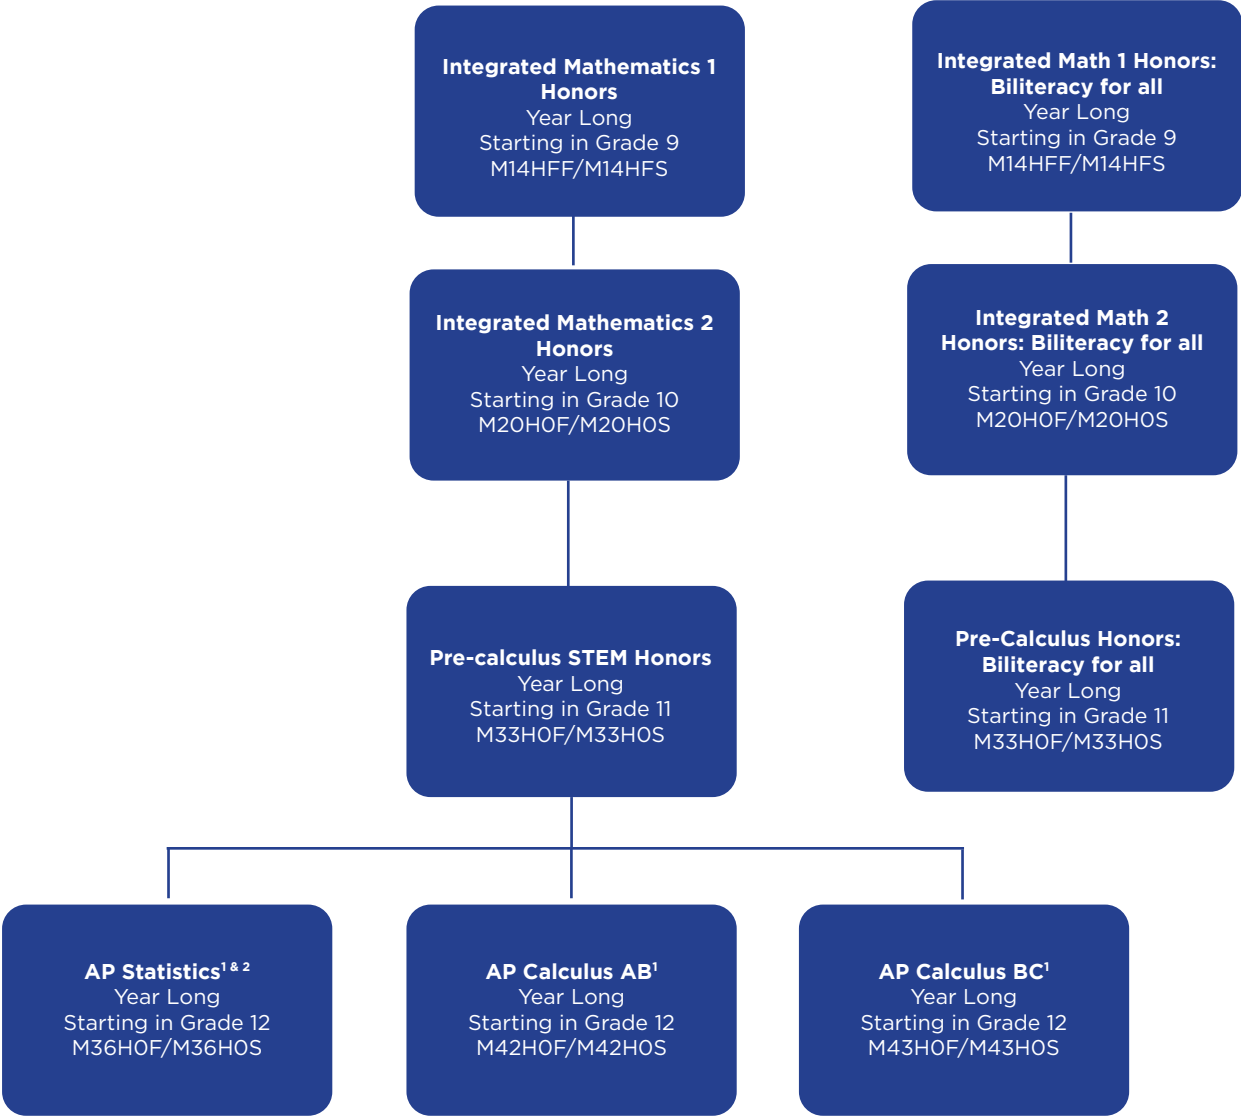 Integrated Mathematics 1
Honors
Year Long
Starting in Grade 9
M14HFF/M14HFS
Integrated Math 1 Honors:
Biliteracy for all
Year Long
Starting in Grade 9
M14HFF/M14HFS
Integrated Mathematics 2
Honors
Year Long
Starting in Grade 10
M20H0F/M20H0S
Integrated Math 2
Honors: Biliteracy for all
Year Long
Starting in Grade 10
M20H0F/M20H0S
Pre-calculus STEM Honors
Year Long
Starting in Grade 11
M33H0F/M33H0S
Pre-Calculus Honors:
Biliteracy for all
Year Long
Starting in Grade 11
M33H0F/M33H0S
AP Statistics¹ & ²
Year Long
Starting in Grade 12
M36H0F/M36H0S
AP Calculus AB¹
Year Long
Starting in Grade 12
M42H0F/M42H0S
AP Calculus BC¹
Year Long
Starting in Grade 12
M43H0F/M43H0S